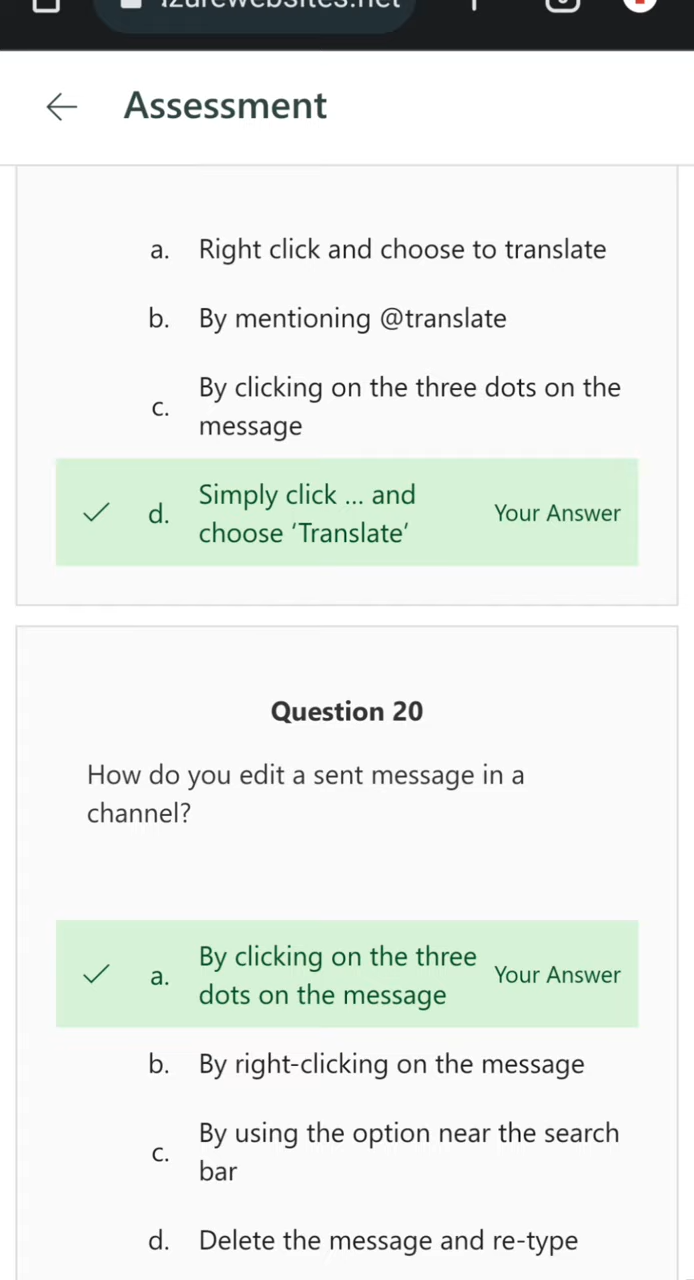 Assessment
a. Right click and choose to translate
b. By mentioning @translate
c. By clicking on the three dots on the
message
d. Simply click ... and
choose ‘Translate’
Your Answer
Question 20
How do you edit a sent message in a
channel?
a. By clicking on the three
dots on the message
Your Answer
b. By right-clicking on the message
c. By using the option near the search
bar
d. Delete the message and re-type